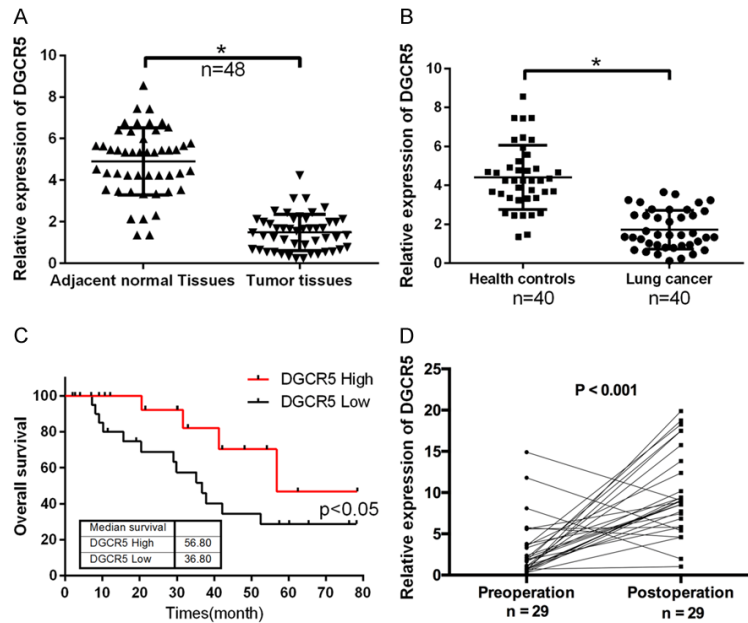 A
Relative expression of DGCR5
10
8
6
4
2
0
*
n=48
Adjacent normal Tissues
Tumor tissues
B
Relative expression of DGCR5
10
8
6
4
2
0
*
Health controls
Lung cancer
n=40
n=40
C
Overall survival
100
80
60
40
20
0
DGCR5 High
DGCR5 Low
p<0.05
Median survival
DGCR5 High 56.80
DGCR5 Low 36.80
0 10 20 30 40 50 60 70 80
Times(month)
D
Relative expression of DGCR5
25
20
15
10
5
0
P < 0.001
Preoperation
Postoperation
n = 29
n = 29